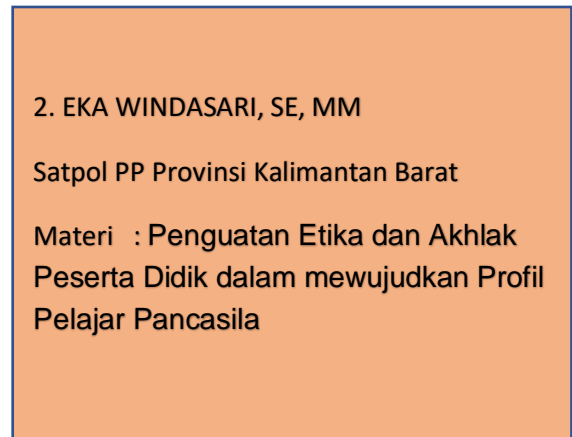 2. EKA WINDASARI, SE, MM
Satpol PP Provinsi Kalimantan Barat
Materi : Penguatan Etika dan Akhlak
Peserta Didik dalam mewujudkan Profil
Pelajar Pancasila